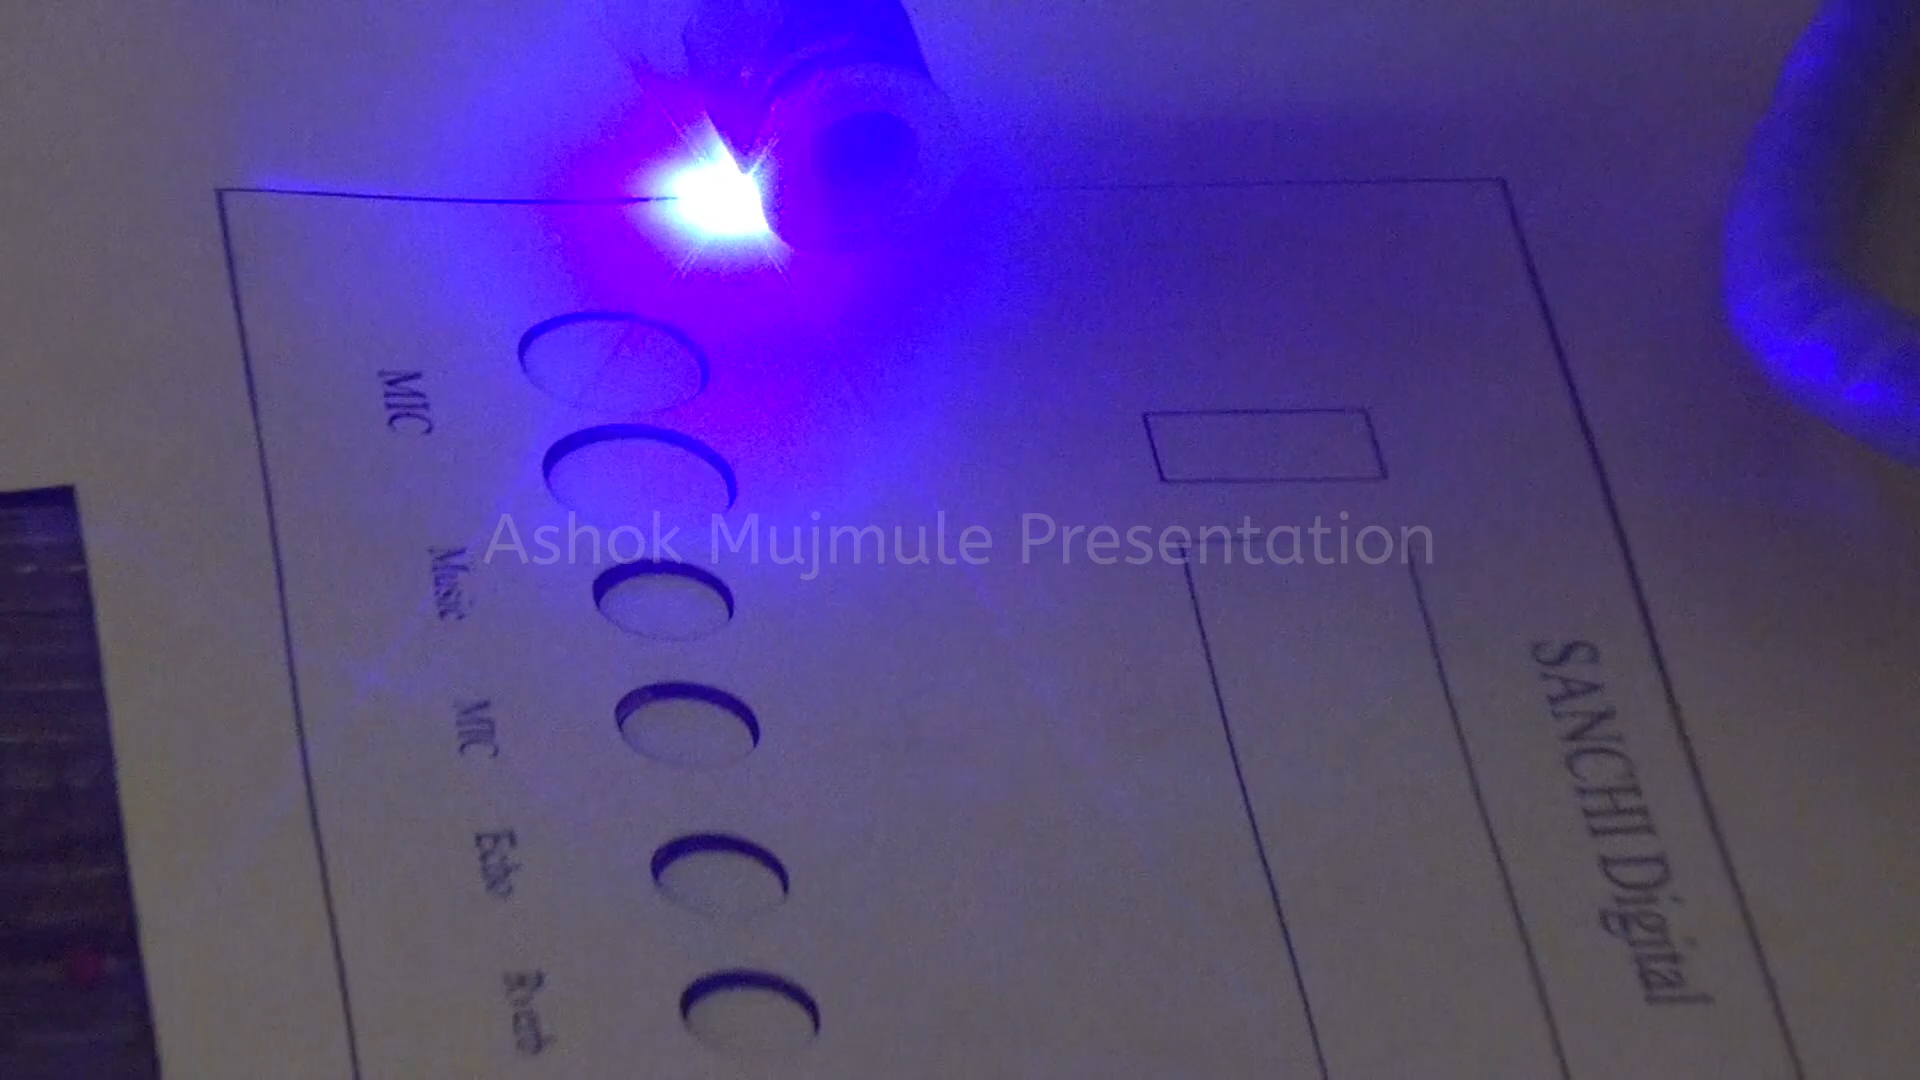 MIC
Music
MIC
Echo
Reverb
Ashok Mujmule Presentation
SANCHI Digital